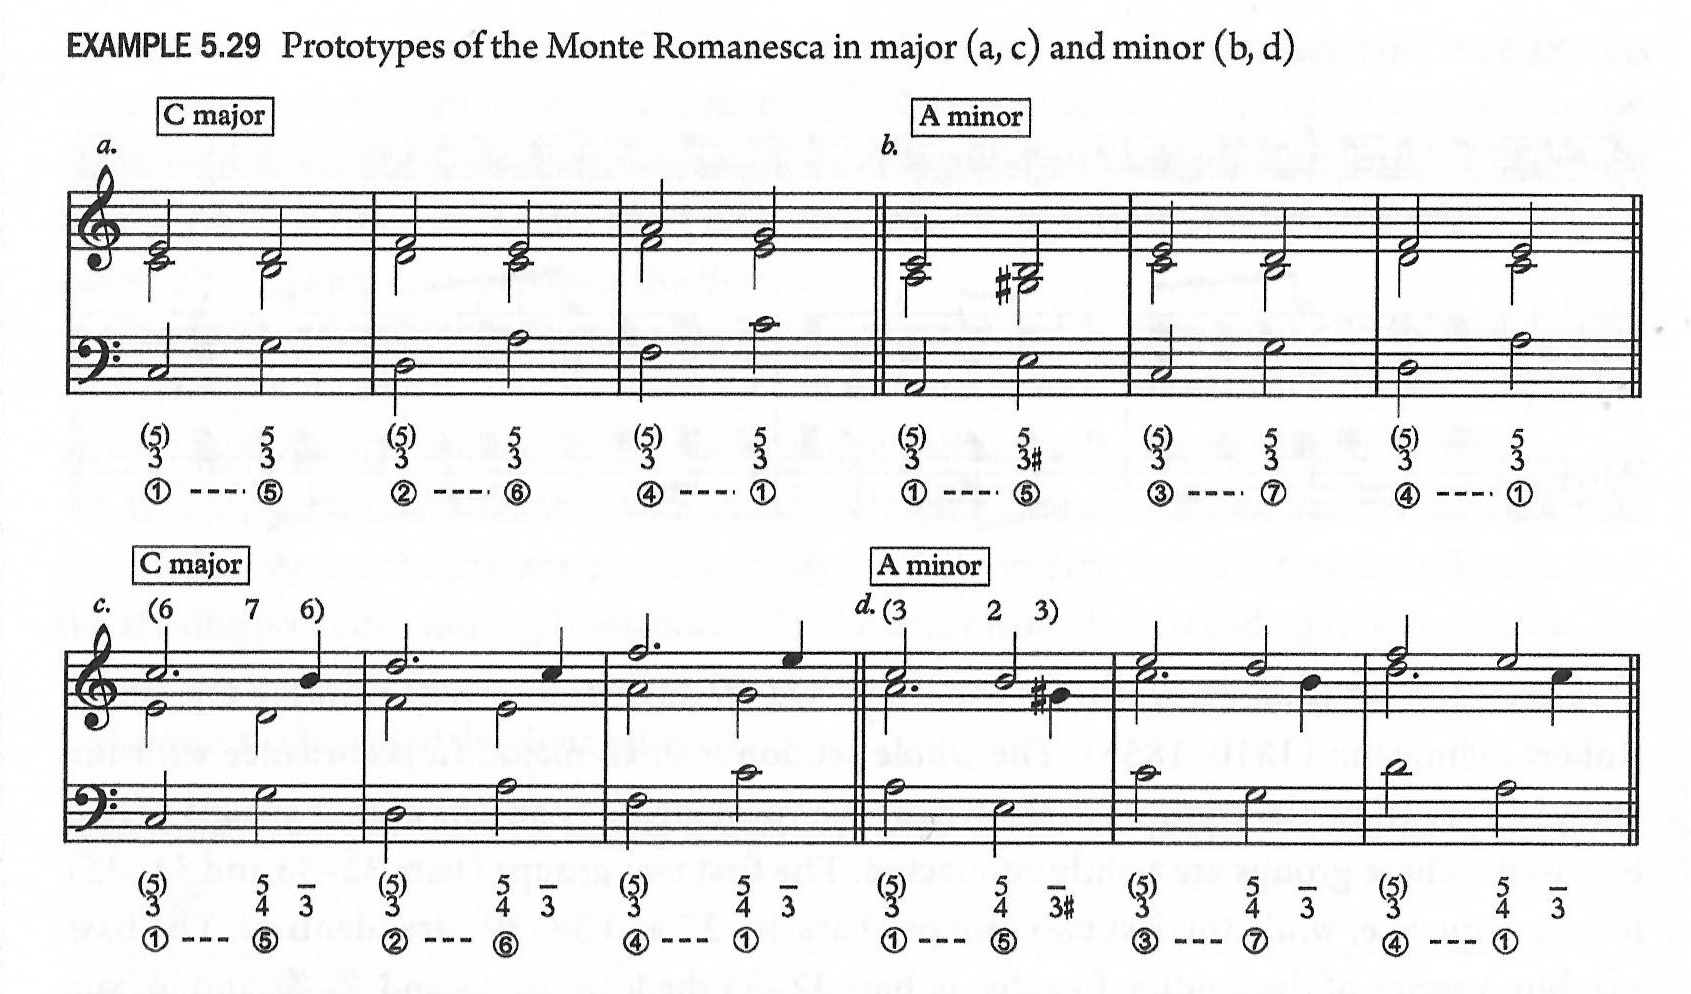 EXAMPLE 5.29 Prototypes of the Monte Romanesca in major (a, c) and minor (b, d)
C major A minor
a. b.
(5) 5 (5) 5 (5) 5 (5) 5 (5) 5 (5) 5
3 3 3 3 3 3 3 3# 3 3 3 3
① ---- ⑤ ② ---- ⑥ ④ ---- ① ① ---- ⑤ ③ ---- ⑦ ④ ---- ①
C major A minor
c. (6 7 6) d. (3 2 3)
(5) 5 – (5) 5 – (5) 5 – (5) 5 – (5) 5 – (5) 5 –
3 4 3 3 4 3 3 4 3 3 4 3# 3 4 3 3 4 3
① --- ⑤ ② --- ⑥ ④ --- ① ① --- ⑤ ③ --- ⑦ ④ --- ①